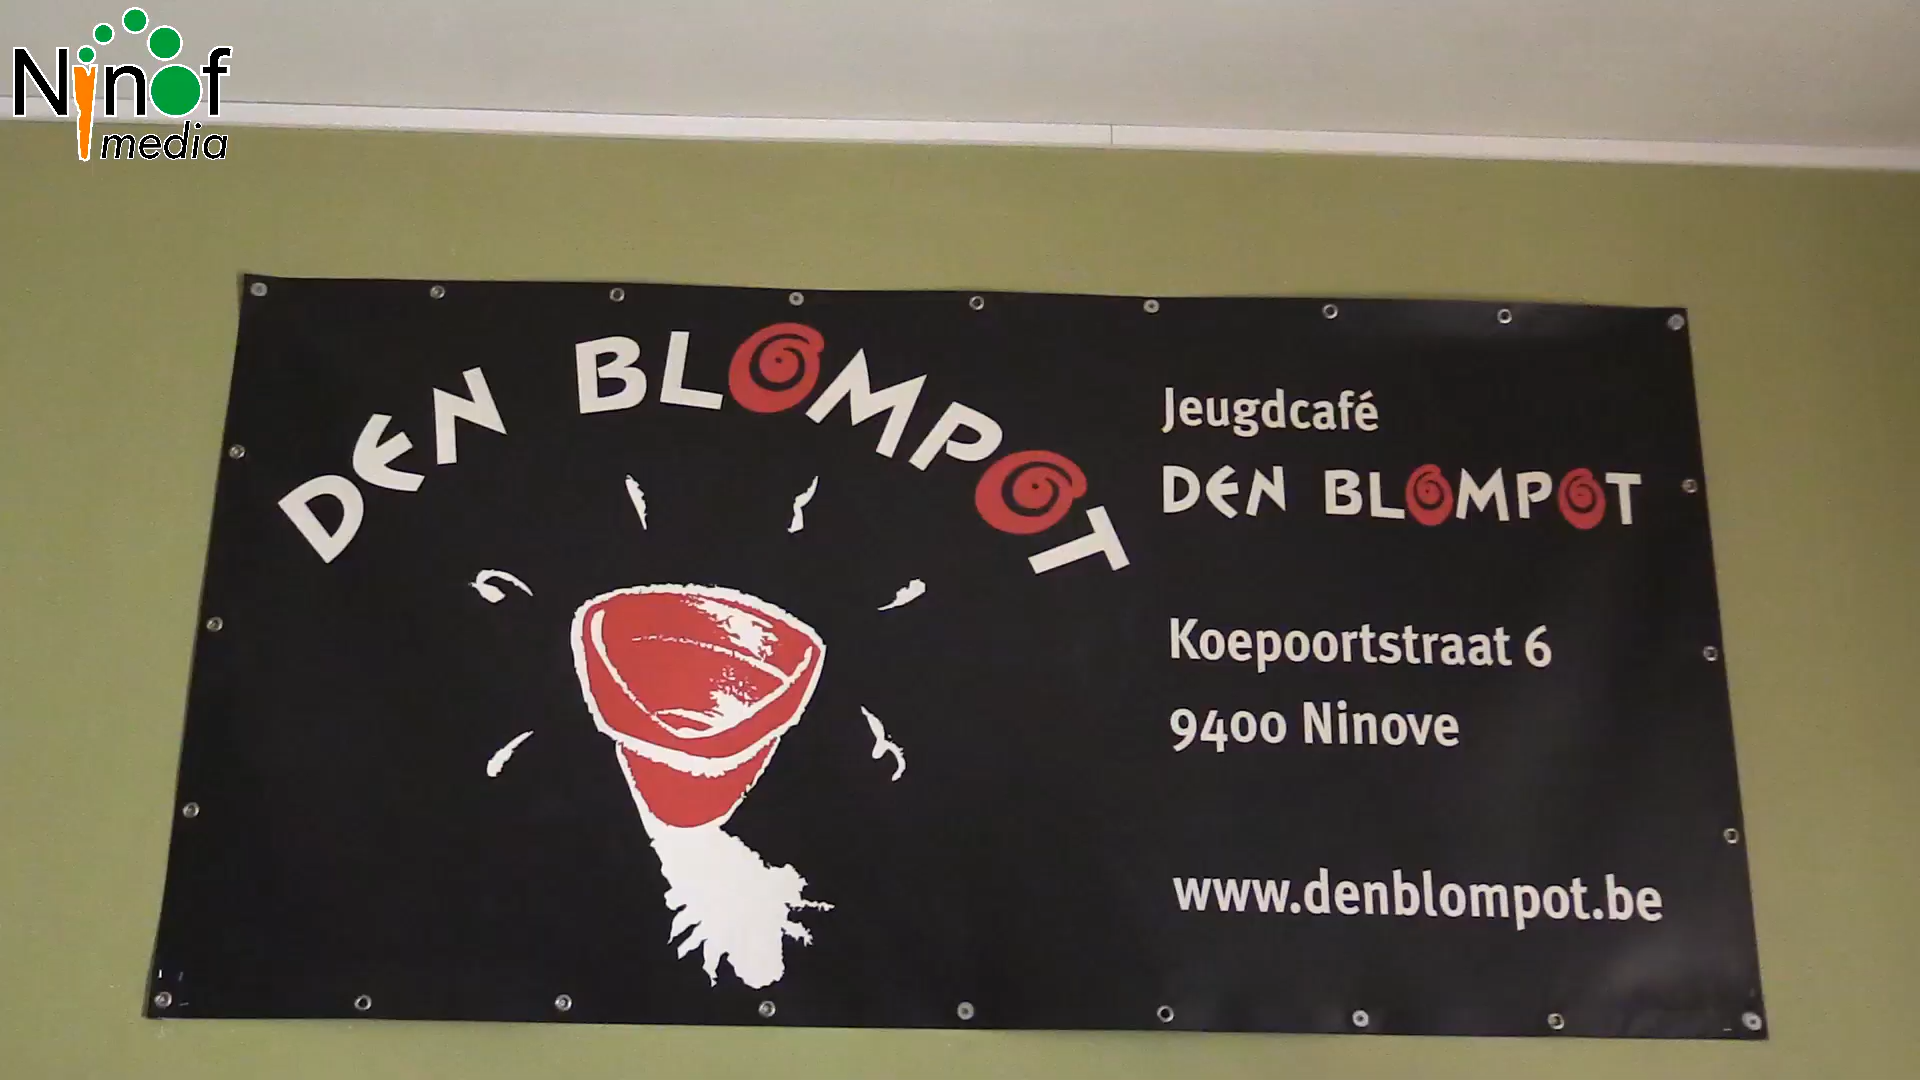 Ninof
media
DEN BLOMPOT
Jeugdcafé
DEN BLOMPOT
Koepoortstraat 6
9400 Ninove
www.denblompot.be